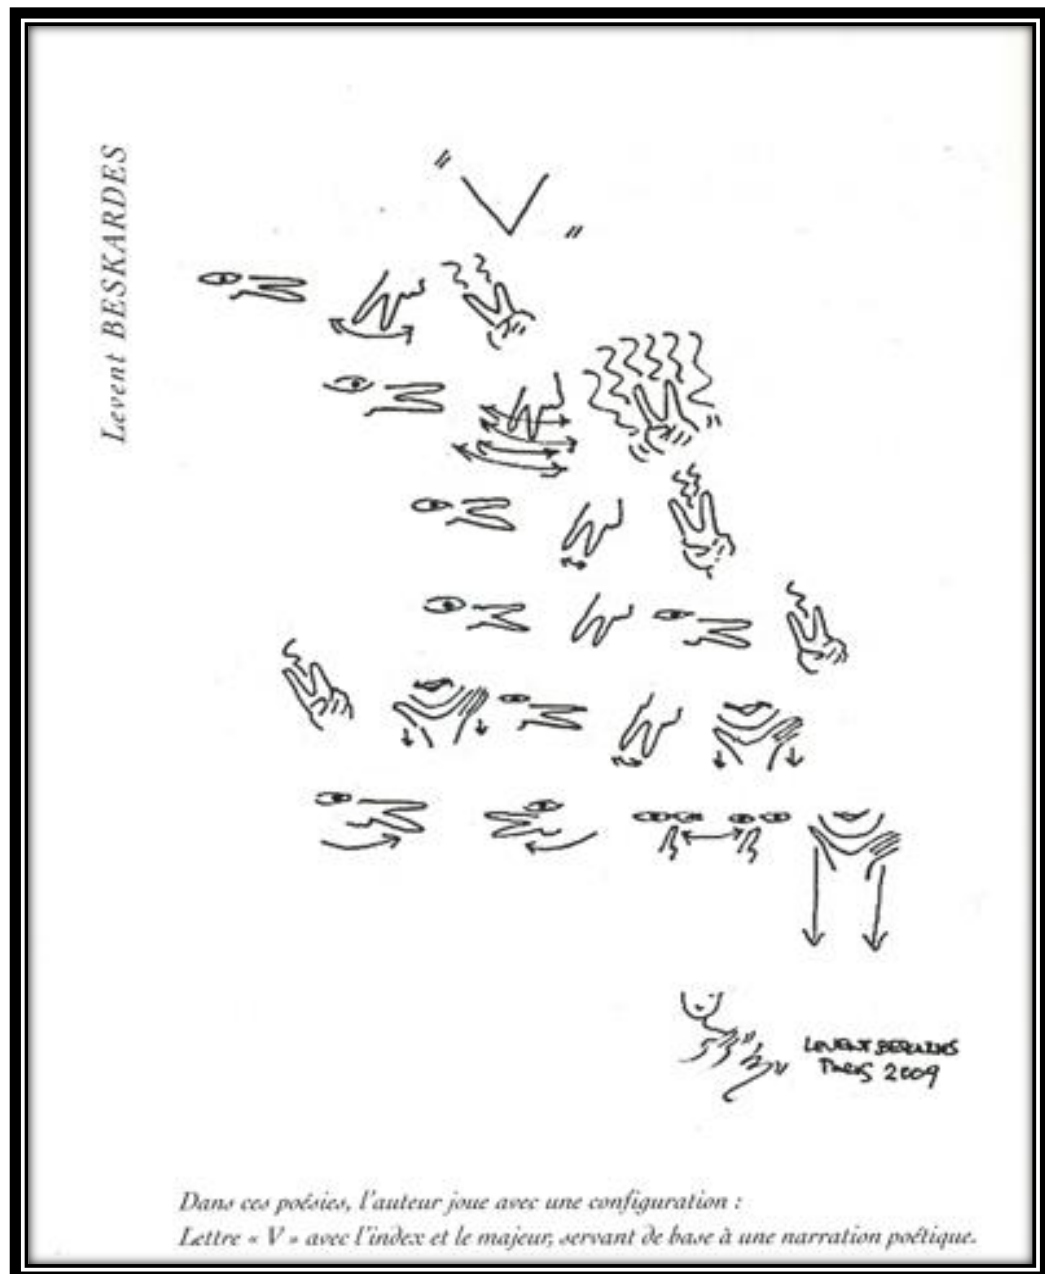 Levent BESKARDES
" V "
LEVENT BESKARDES
PARIS 2009
Dans ces poésies, l'auteur joue avec une configuration :
Lettre « V » avec l'index et le majeur, servant de base à une narration poétique.